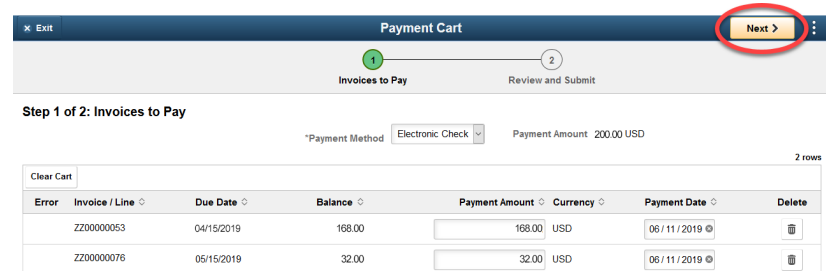 × Exit Payment Cart Next >
1 2
Invoices to Pay Review and Submit
Step 1 of 2: Invoices to Pay
*Payment Method Electronic Check Payment Amount 200.00 USD
2 rows
Clear Cart
Error Invoice / Line Due Date Balance Payment Amount Currency Payment Date Delete
ZZ00000053 04/15/2019 168.00 168.00 USD 06 / 11 / 2019
ZZ00000076 05/15/2019 32.00 32.00 USD 06 / 11 / 2019